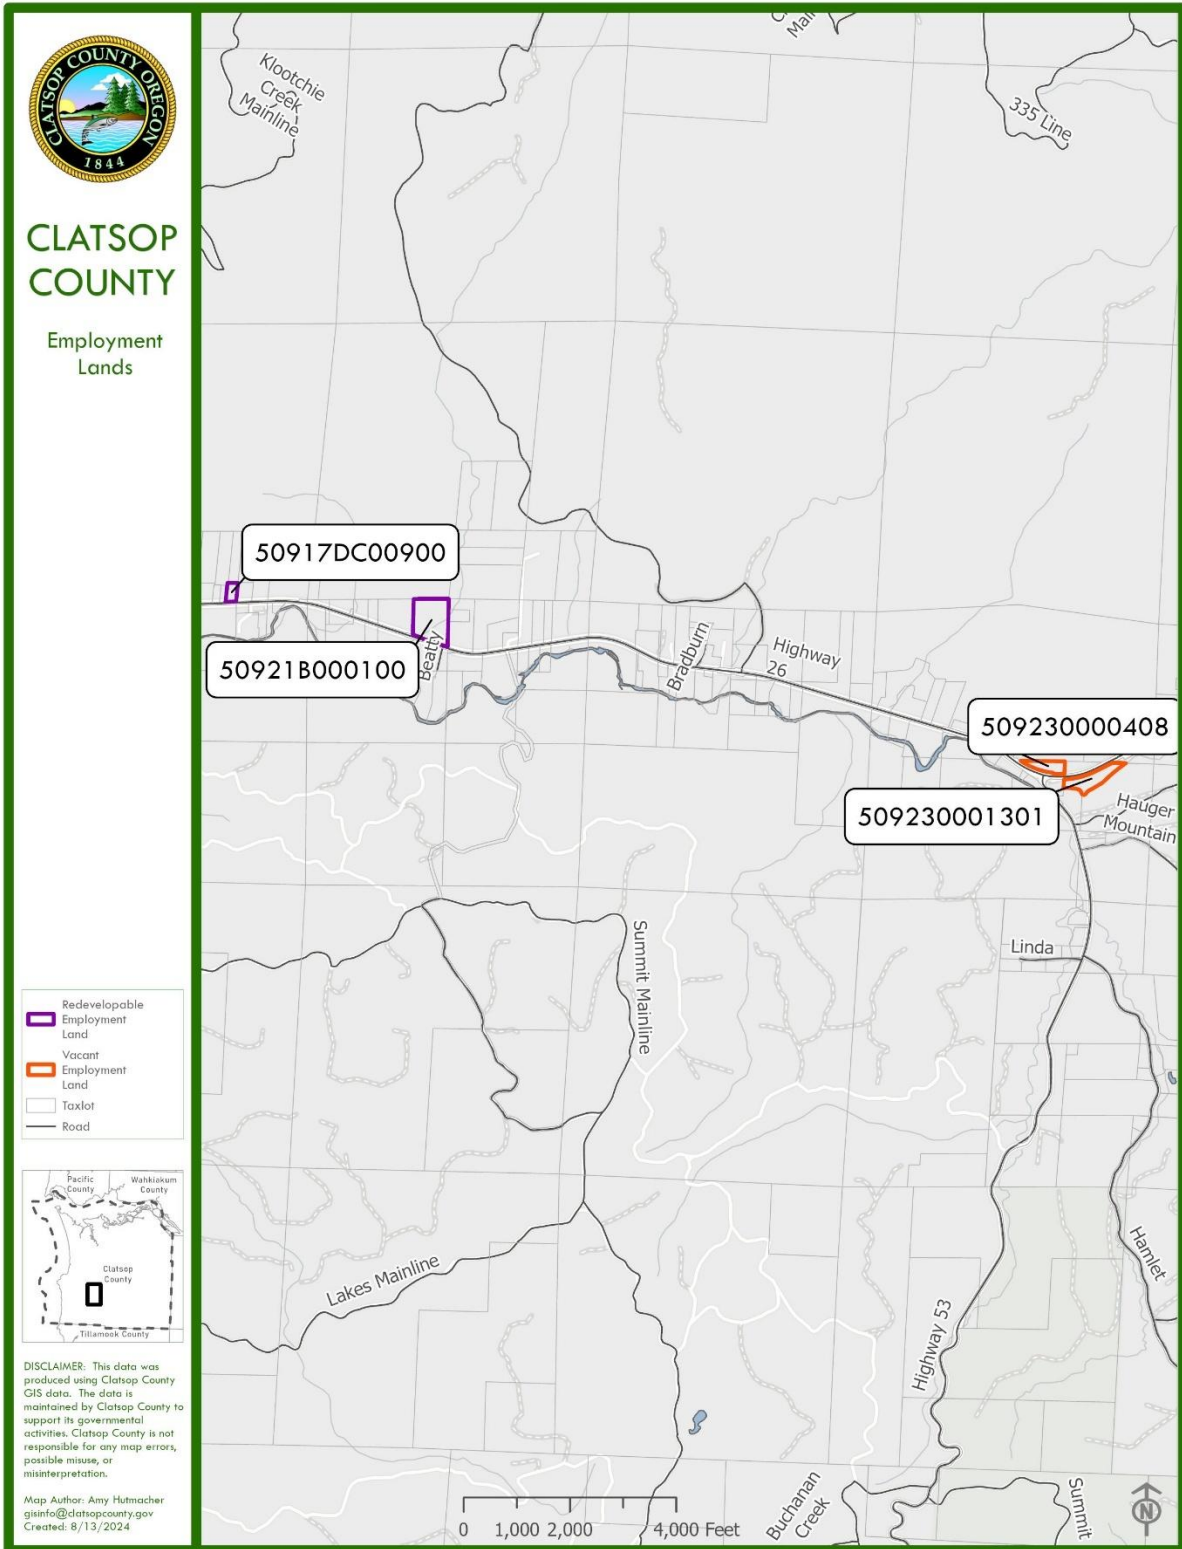 CLATSOP COUNTY OREGON
1844
CLATSOP
COUNTY
Employment
Lands
Redevelopable
Employment
Land
Vacant
Employment
Land
Taxlot
Road
Pacific
County
Wahkiakum
County
Clatsop
County
Tillamook County
DISCLAIMER: This data was
produced using Clatsop County
GIS data. The data is
maintained by Clatsop County to
support its governmental
activities. Clatsop County is not
responsible for any map errors,
possible misuse, or
misinterpretation.
Map Author: Amy Hutmacher
gisinfo@clatsopcounty.gov
Created: 8/13/2024
Klootchie
Creek
Mainline
335 Line
50917DC00900
50921B000100
Beatty
Bradburn
Highway
26
509230000408
509230001301
Hauger
Mountain
Linda
Summit Mainline
Lakes Mainline
Hamlet
Highway 53
Buchanan
Creek
Summit
0 1,000 2,000 4,000 Feet
N